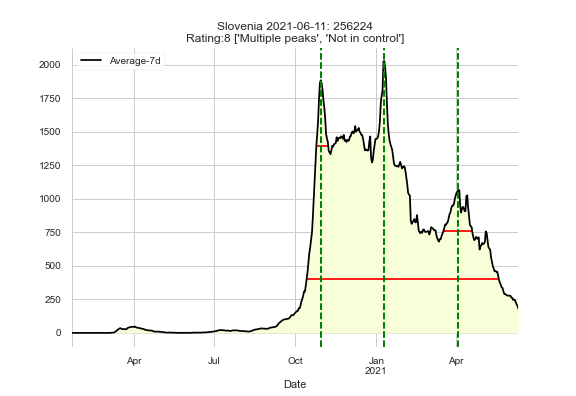 Slovenia 2021-06-11: 256224
Rating:8 ['Multiple peaks', 'Not in control']
Average-7d
2000
1750
1500
1250
1000
750
500
250
0
Apr
Jul
Oct
Jan
2021
Apr
Date